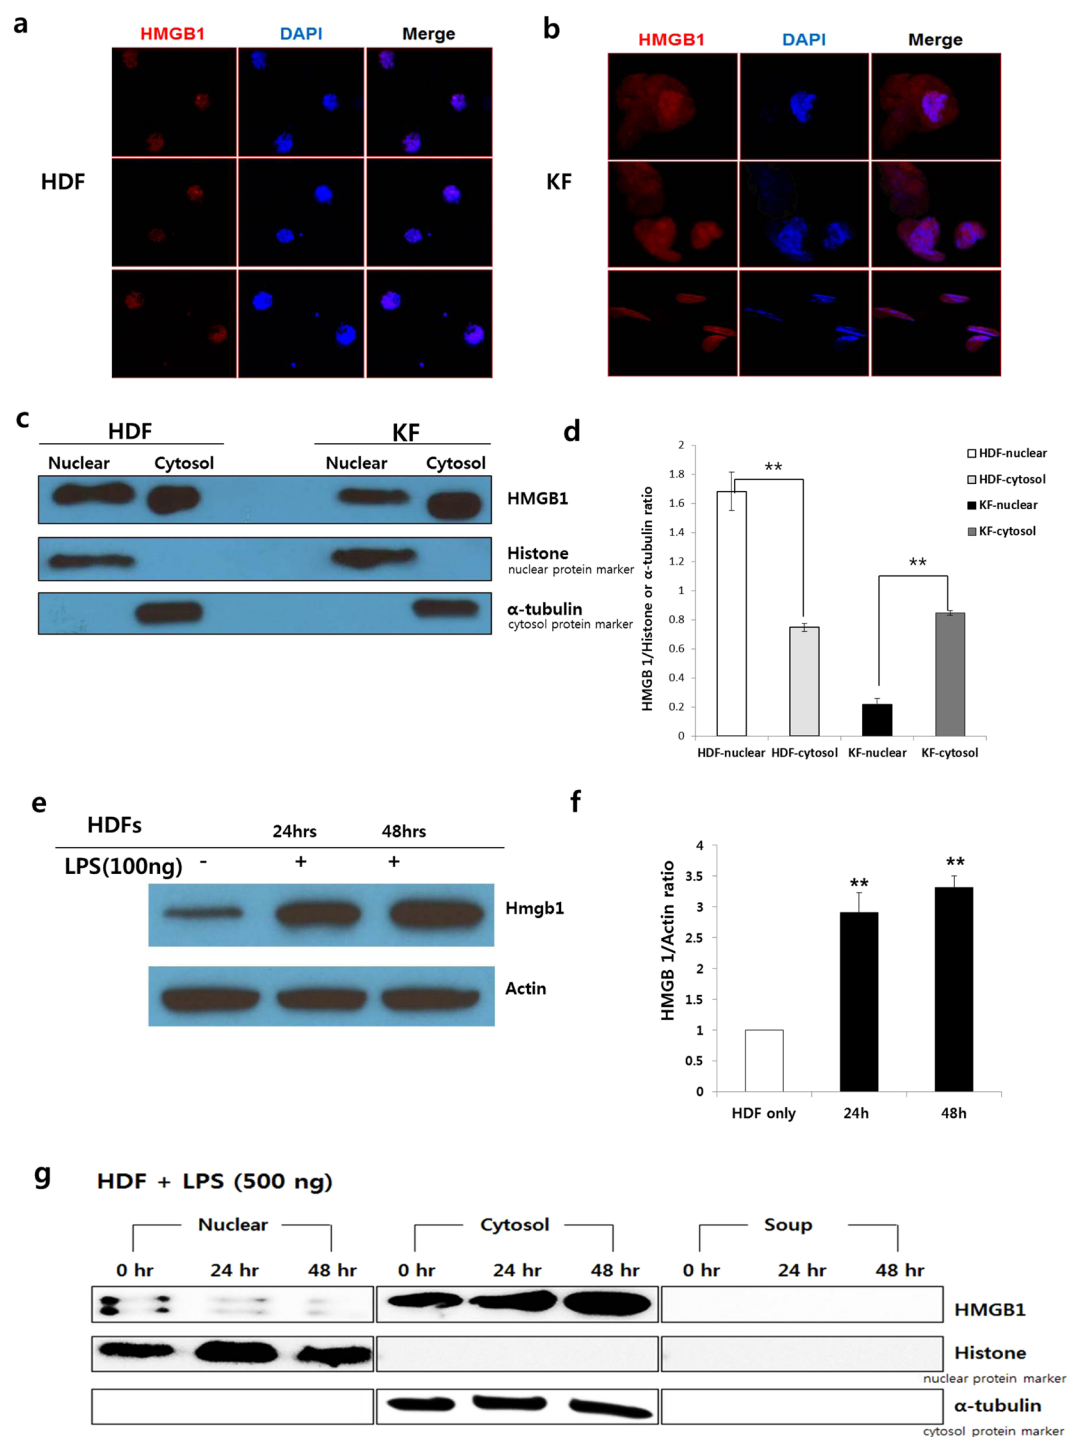 a
HMGB1 DAPI Merge
HDF
b
HMGB1 DAPI Merge
KF
c
HDF KF
Nuclear Cytosol Nuclear Cytosol
HMGB1
Histone
nuclear protein marker
α-tubulin
cytosol protein marker
d
HMGB 1/Histone or α-tubulin ratio
2
1.8
1.6
1.4
1.2
1
0.8
0.6
0.4
0.2
0
**
**
HDF-nuclear HDF-cytosol KF-nuclear KF-cytosol
HDF-nuclear
HDF-cytosol
KF-nuclear
KF-cytosol
e
HDFs 24hrs 48hrs
LPS(100ng) - + +
Hmgb1
Actin
f
HMGB 1/Actin ratio
4
3.5
3
2.5
2
1.5
1
0.5
0
**
**
HDF only 24h 48h
g
HDF + LPS (500 ng)
Nuclear Cytosol Soup
0 hr 24 hr 48 hr 0 hr 24 hr 48 hr 0 hr 24 hr 48 hr
HMGB1
Histone
nuclear protein marker
α-tubulin
cytosol protein marker